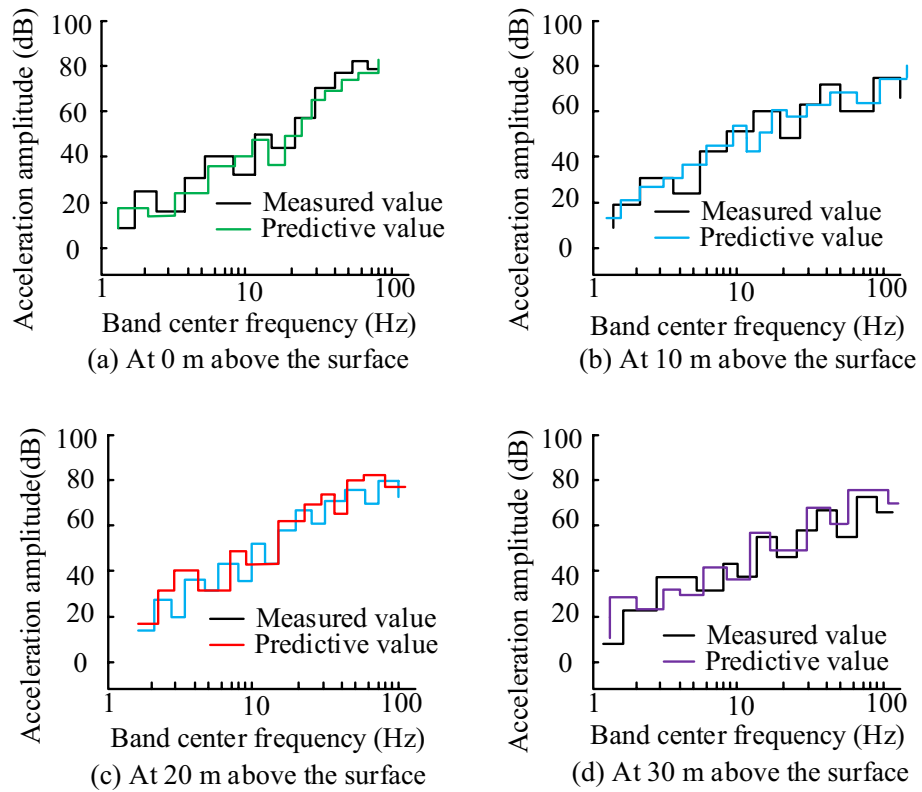 Acceleration amplitude (dB)
100
80
60
40
20
0
Measured value
Predictive value
1
10
100
Band center frequency (Hz)
(a) At 0 m above the surface
Acceleration amplitude (dB)
100
80
60
40
20
0
Measured value
Predictive value
1
10
100
Band center frequency (Hz)
(b) At 10 m above the surface
Acceleration amplitude(dB)
100
80
60
40
20
0
Measured value
Predictive value
1
10
100
Band center frequency (Hz)
(c) At 20 m above the surface
Acceleration amplitude (dB)
100
80
60
40
20
0
Measured value
Predictive value
1
10
100
Band center frequency (Hz)
(d) At 30 m above the surface